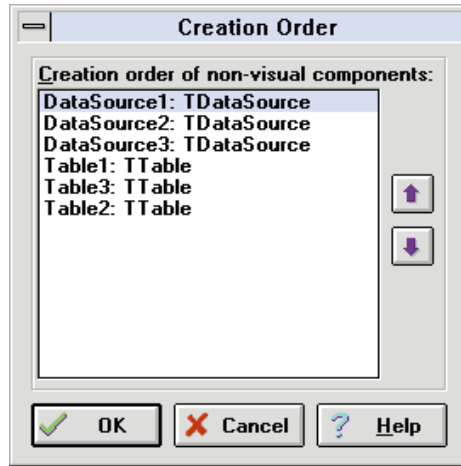 Creation Order
Creation order of non-visual components:
DataSource1: TDataSource
DataSource2: TDataSource
DataSource3: TDataSource
Table1: TTable
Table3: TTable
Table2: TTable
OK
Cancel
Help